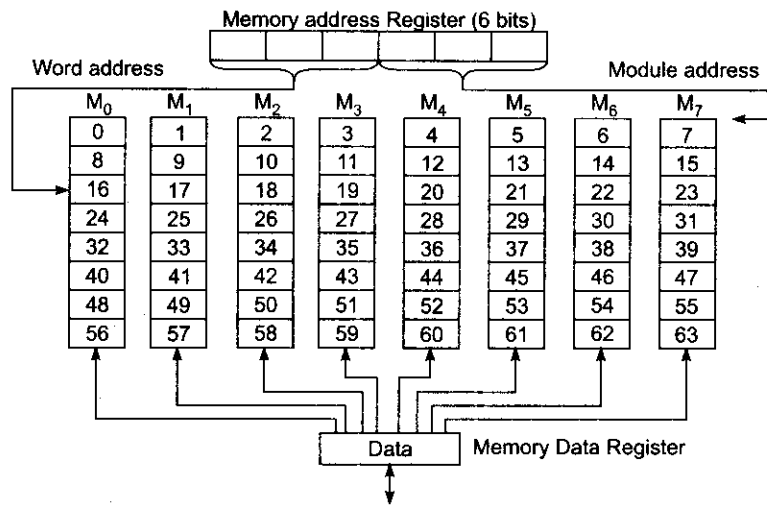 Memory address Register (6 bits)
Word address
Module address
M0 M1 M2 M3 M4 M5 M6 M7
0 1 2 3 4 5 6 7
8 9 10 11 12 13 14 15
16 17 18 19 20 21 22 23
24 25 26 27 28 29 30 31
32 33 34 35 36 37 38 39
40 41 42 43 44 45 46 47
48 49 50 51 52 53 54 55
56 57 58 59 60 61 62 63
Data
Memory Data Register